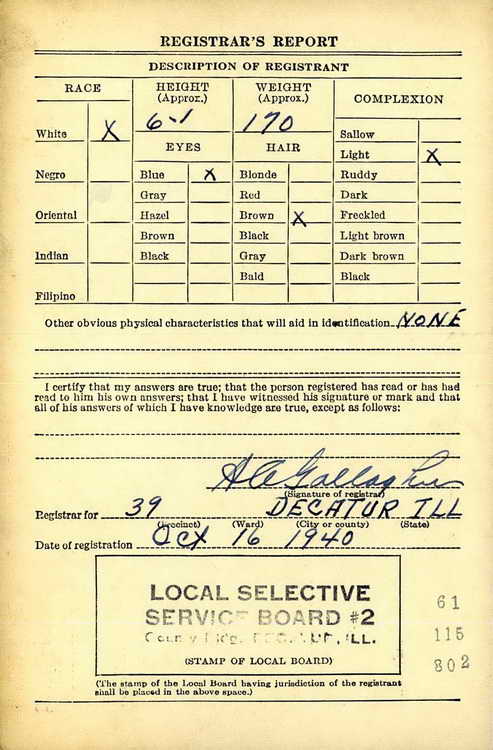 REGISTRAR'S REPORT
DESCRIPTION OF REGISTRANT
RACE
HEIGHT
(Approx.)
WEIGHT
(Approx.)
COMPLEXION
6-1
170
White X
EYES
HAIR
Sallow
Light X
Negro
Blue X
Blonde
Ruddy
Gray
Red
Dark
Oriental
Hazel
Brown X
Freckled
Brown
Black
Light brown
Indian
Black
Gray
Dark brown
Bald
Black
Filipino
Other obvious physical characteristics that will aid in identification NONE
I certify that my answers are true; that the person registered has read or has had
read to him his own answers; that I have witnessed his signature or mark and that
all of his answers of which I have knowledge are true, except as follows:
A Gallagher
(Signature of registrar)
Registrar for 39 DECATUR ILL
(Precinct) (Ward) (City or county) (State)
Date of registration Oct 16 1940
LOCAL SELECTIVE
SERVICE BOARD #2
County Bldg. ILL.
(STAMP OF LOCAL BOARD)
61
115
802
(The stamp of the Local Board having jurisdiction of the registrant
shall be placed in the above space.)